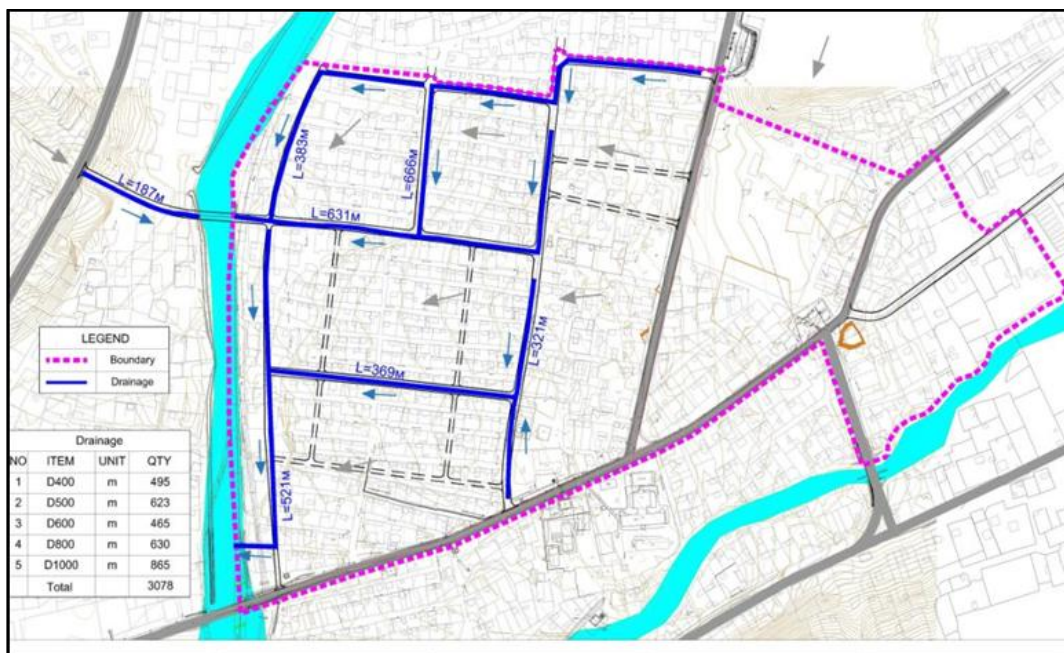 L=383м
L=666м
L=187м
L=631м
L=321м
L=369м
L=521м
LEGEND
Boundary
Drainage
Drainage
NO ITEM UNIT QTY
1 D400 m 495
2 D500 m 623
3 D600 m 465
4 D800 m 630
5 D1000 m 865
Total 3078